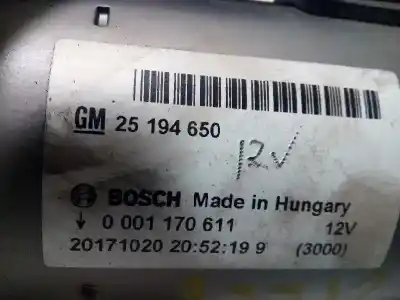 GM 25 194 650
12V
BOSCH Made in Hungary
↓ 0 001 170 611 12V
20171020 20:52:19 9 (3000)